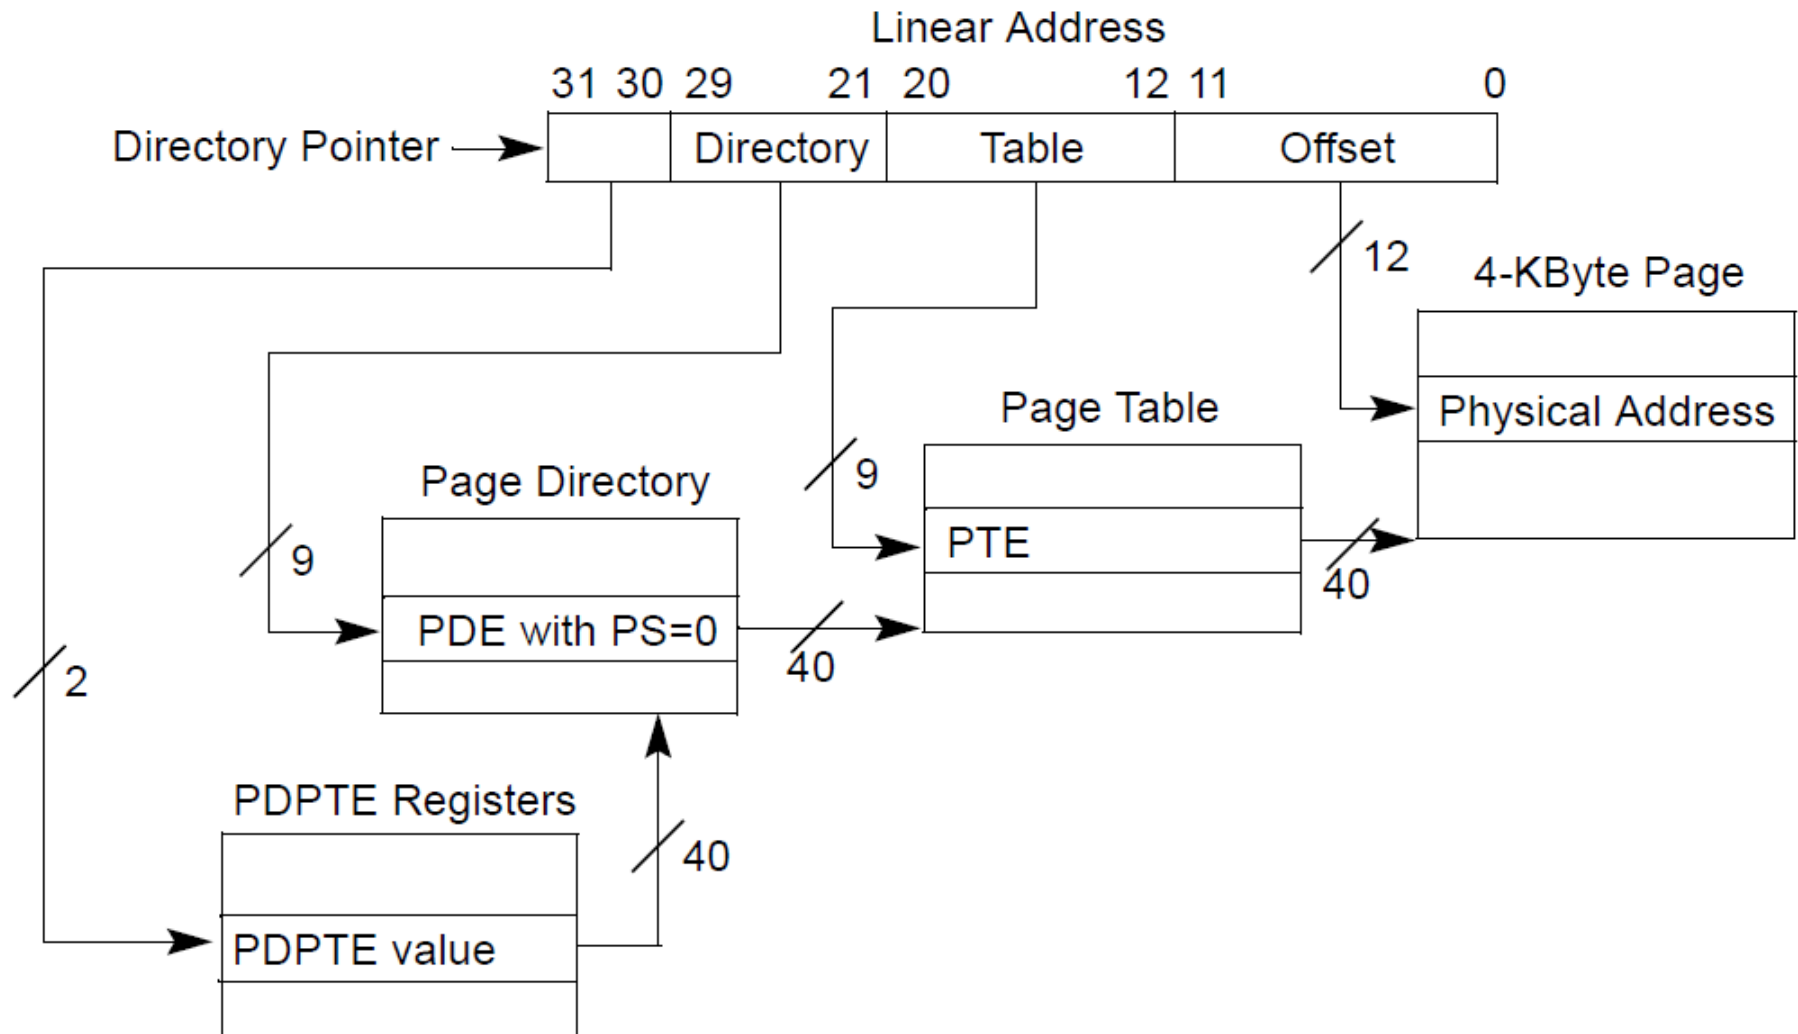 Linear Address
31 30 29 21 20 12 11 0
Directory Pointer
Directory Table Offset
12
4-KByte Page
Physical Address
Page Table
9
PTE
40
Page Directory
9
PDE with PS=0
40
2
PDPTE Registers
40
PDPTE value